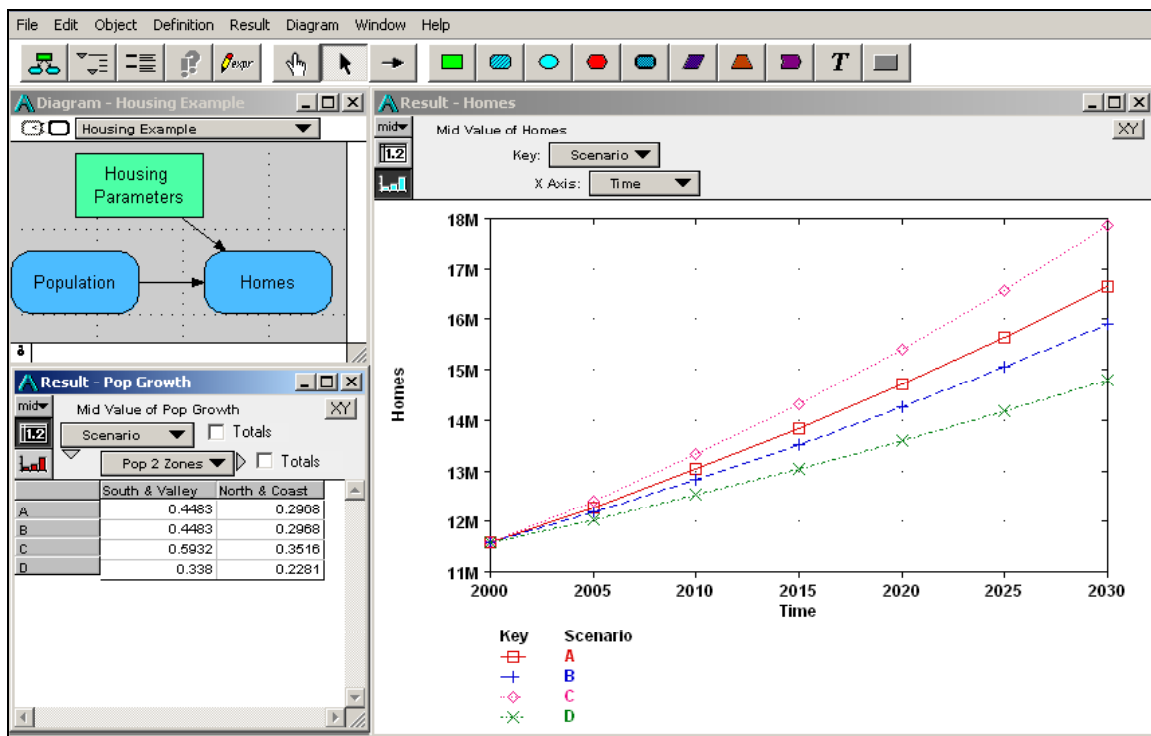 File Edit Object Definition Result Diagram Window Help
expr T
Diagram - Housing Example
Housing Example
Housing
Parameters
Population
Homes
Result - Pop Growth
mid
Mid Value of Pop Growth
XY
1.2
Scenario
Totals
Pop 2 Zones
Totals
South & Valley North & Coast
A 0.4483 0.2908
B 0.4483 0.2968
C 0.5932 0.3516
D 0.338 0.2281
Result - Homes
mid
Mid Value of Homes
XY
1.2
Key: Scenario
X Axis: Time
18M
17M
16M
15M
14M
13M
12M
11M
Homes
2000 2005 2010 2015 2020 2025 2030
Time
Key Scenario
A
B
C
D